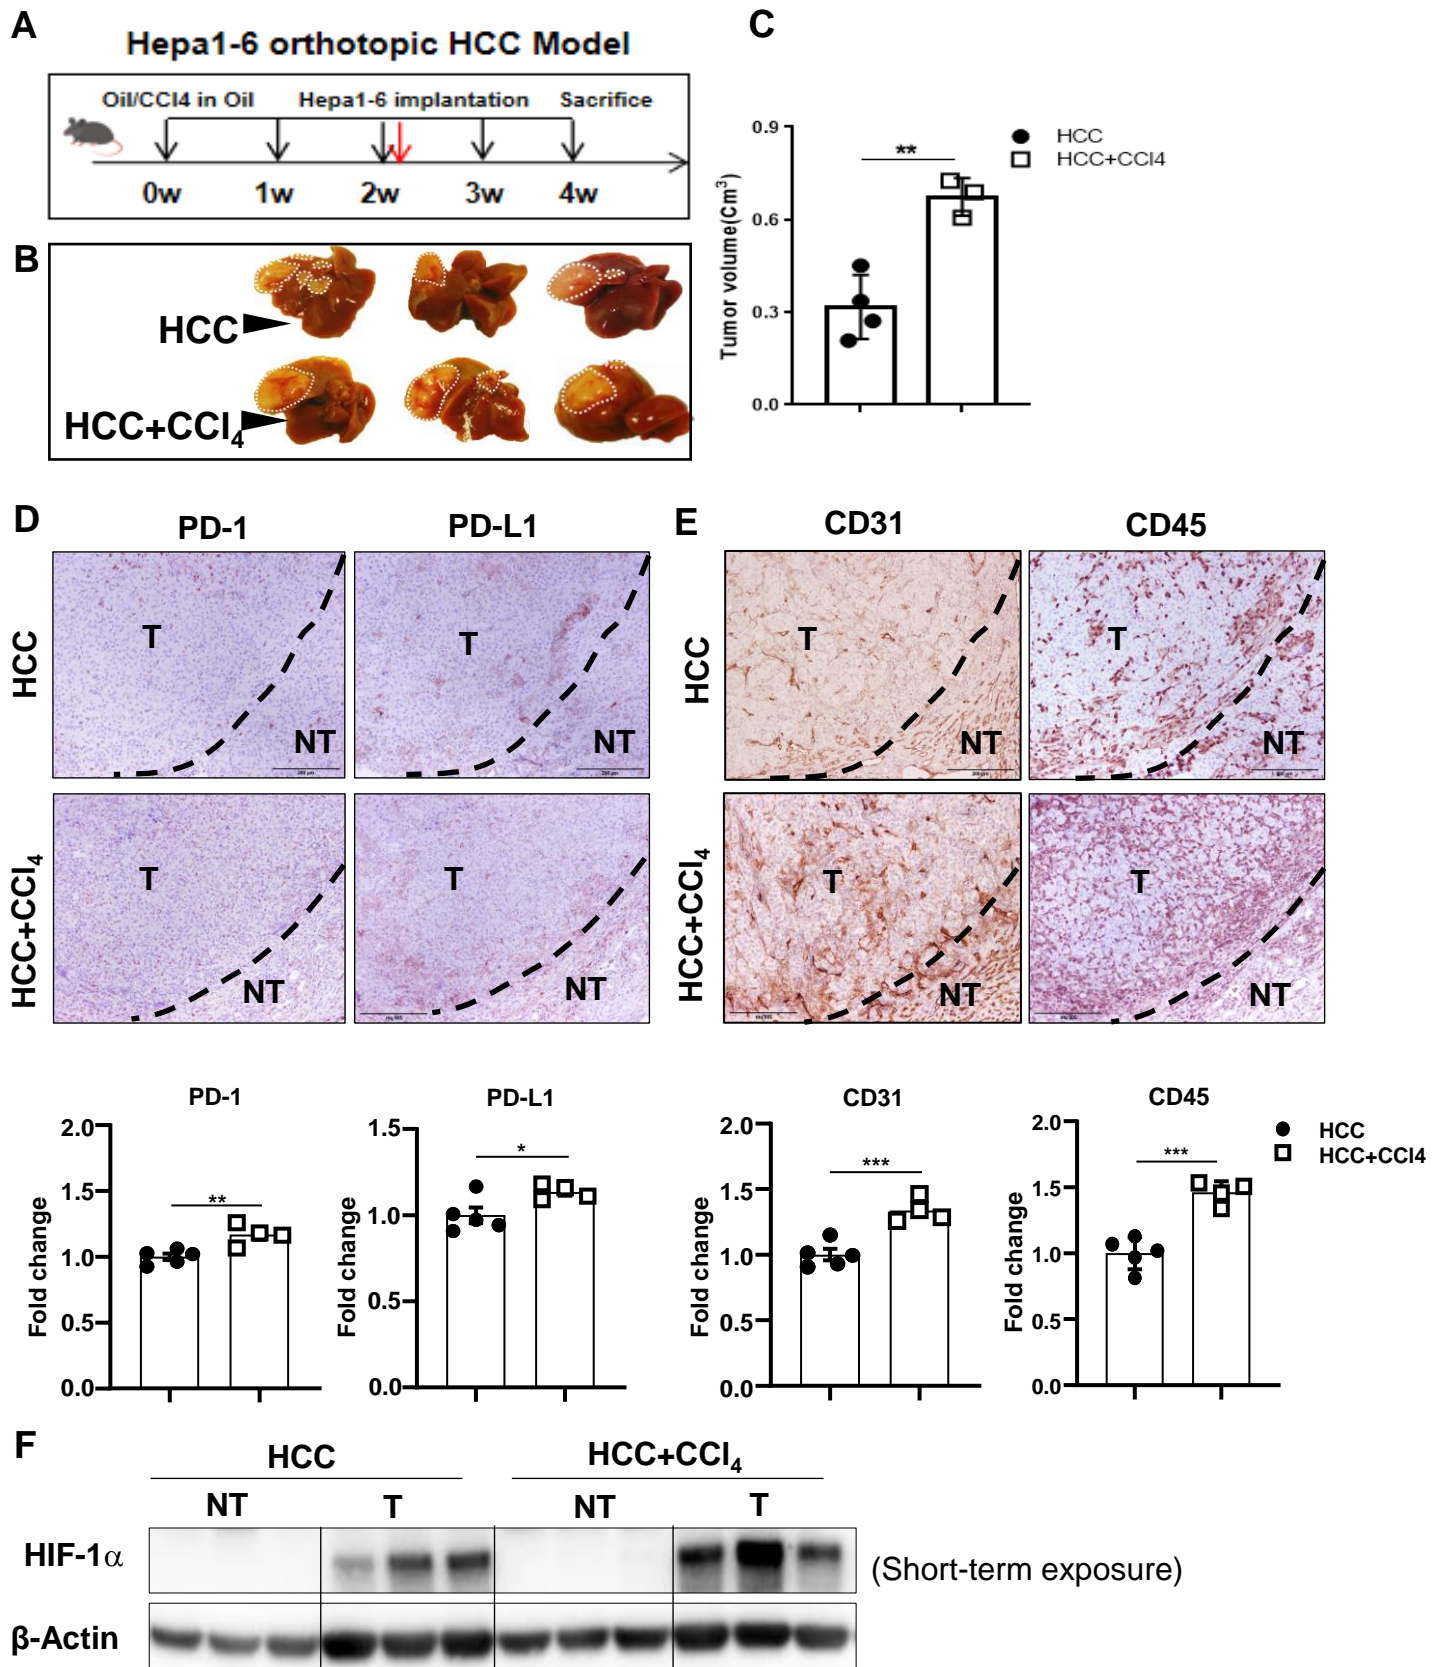 A
Hepa1-6 orthotopic HCC Model
Oil/CCl4 in Oil Hepa1-6 implantation Sacrifice
0w 1w 2w 3w 4w
B
HCC
HCC+CCl₄
C
Tumor volume(Cm³)
0.9
0.6
0.3
0.0
**
HCC
HCC+CCl4
D
PD-1 PD-L1
HCC
T
NT
200 μm
T
NT
200 μm
HCC+CCl₄
T
NT
T
NT
E
CD31 CD45
HCC
T
NT
200 μm
T
NT
HCC+CCl₄
T
NT
T
NT
PD-1
Fold change
2.0
1.5
1.0
0.5
0.0
**
PD-L1
Fold change
1.5
1.0
0.5
0.0
*
CD31
Fold change
2.0
1.5
1.0
0.5
0.0
***
CD45
Fold change
2.0
1.5
1.0
0.5
0.0
***
HCC
HCC+CCl4
F
HCC HCC+CCl₄
NT T NT T
HIF-1α
(Short-term exposure)
β-Actin